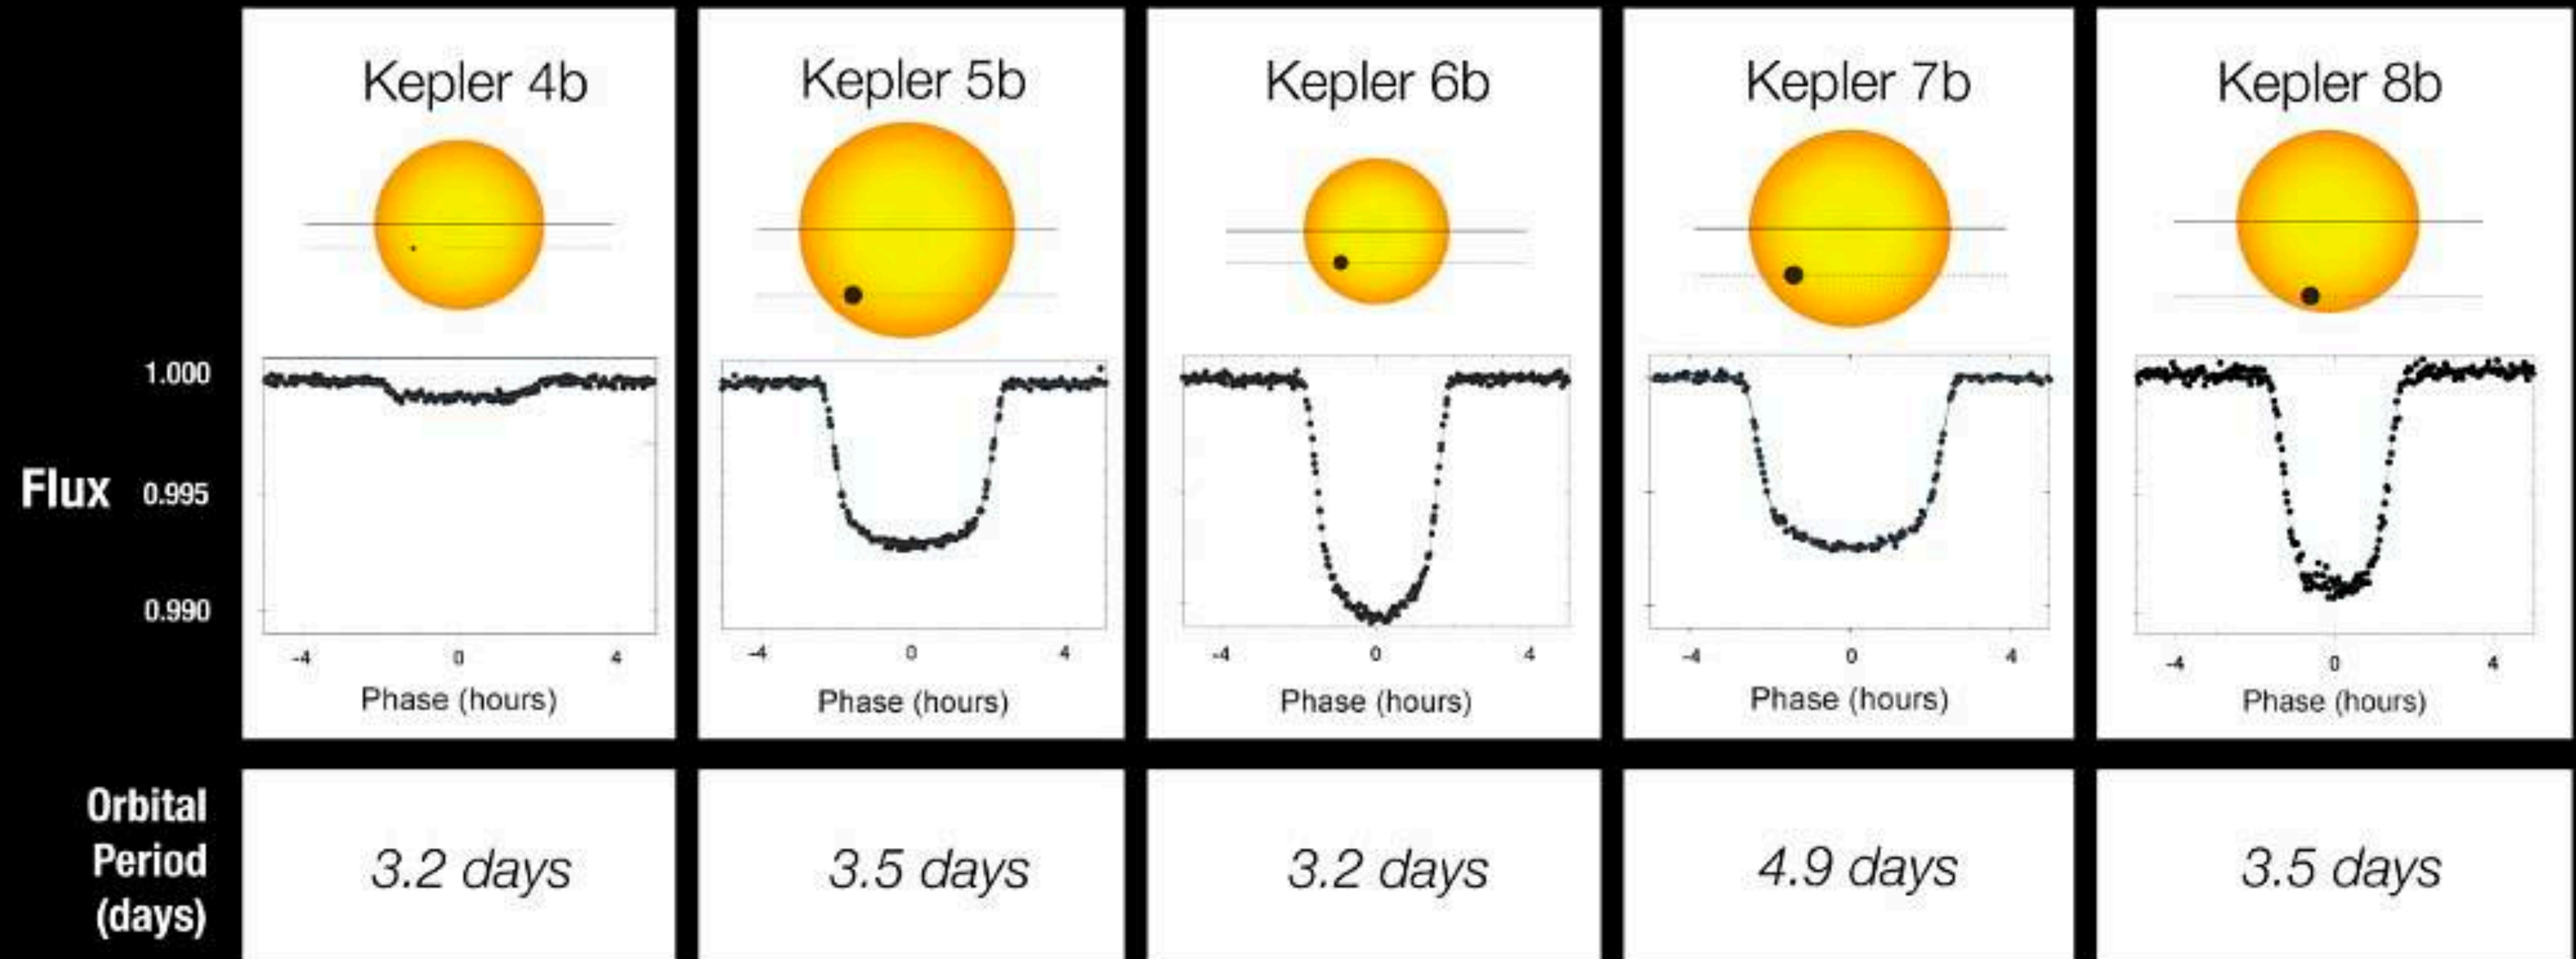 Kepler 4b
Kepler 5b
Kepler 6b
Kepler 7b
Kepler 8b
Flux
1.000
0.995
0.990
-4 0 4
Phase (hours)
-4 0 4
Phase (hours)
-4 0 4
Phase (hours)
-4 0 4
Phase (hours)
-4 0 4
Phase (hours)
Orbital
Period
(days)
3.2 days
3.5 days
3.2 days
4.9 days
3.5 days